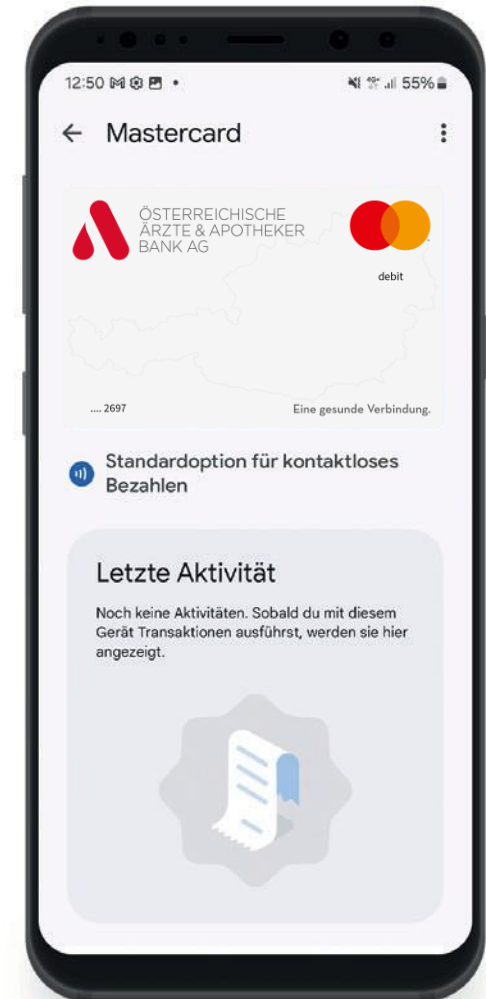 12:50
55%
Mastercard
ÖSTERREICHISCHE
ÄRZTE & APOTHEKER
BANK AG
debit
.... 2697
Eine gesunde Verbindung.
Standardoption für kontaktloses
Bezahlen
Letzte Aktivität
Noch keine Aktivitäten. Sobald du mit diesem
Gerät Transaktionen ausführst, werden sie hier
angezeigt.